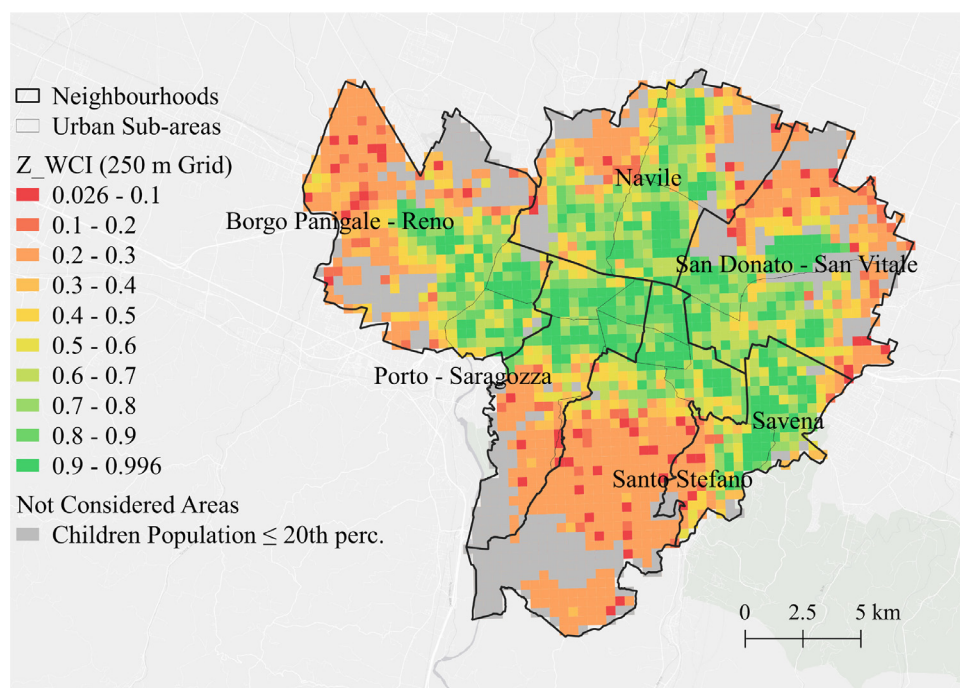 Neighbourhoods
Urban Sub-areas
Z_WCI (250 m Grid)
0.026 - 0.1
0.1 - 0.2
0.2 - 0.3
0.3 - 0.4
0.4 - 0.5
0.5 - 0.6
0.6 - 0.7
0.7 - 0.8
0.8 - 0.9
0.9 - 0.996
Not Considered Areas
Children Population ≤ 20th perc.
Navile
Borgo Panigale - Reno
San Donato - San Vitale
Porto - Saragozza
Savena
Santo Stefano
0 2.5 5 km